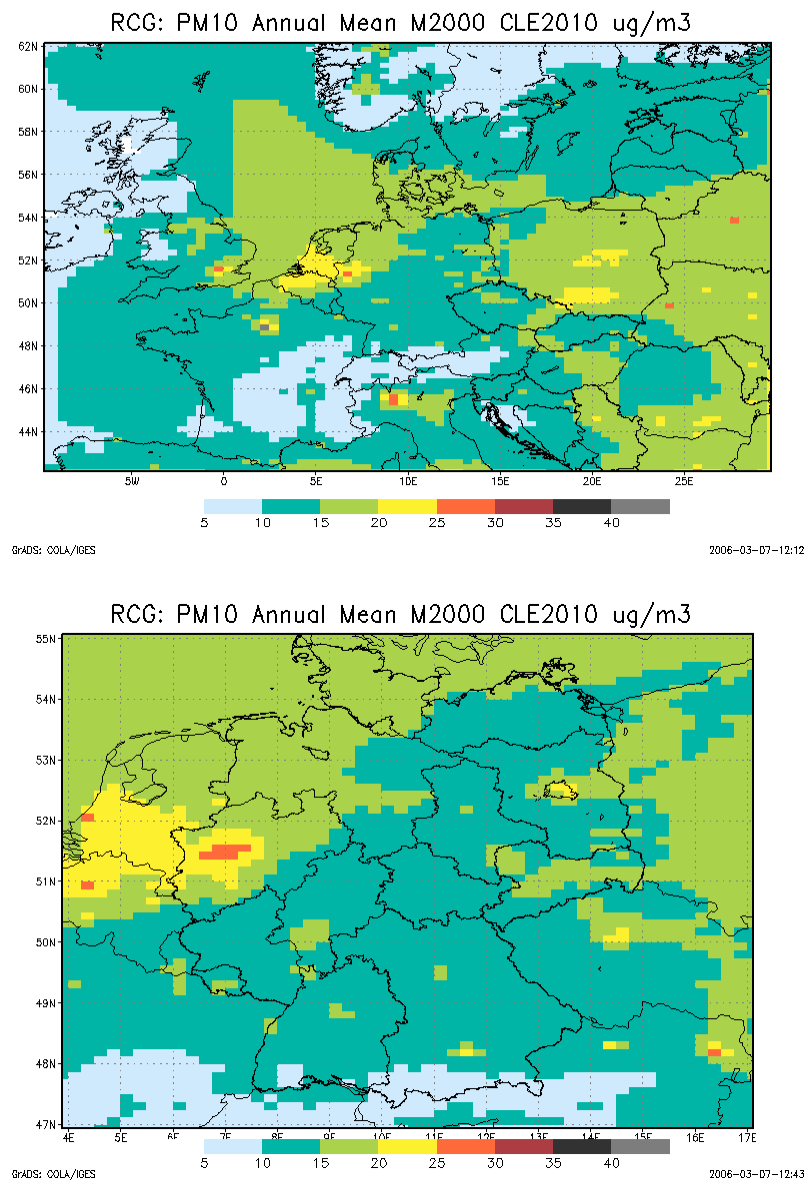 RCG: PM10 Annual Mean M2000 CLE2010 ug/m3
62N
60N
58N
56N
54N
52N
50N
48N
46N
44N
5W 0 5E 10E 15E 20E 25E
5 10 15 20 25 30 35 40
GrADS: COLA/IGES 2006-03-07-12:12
RCG: PM10 Annual Mean M2000 CLE2010 ug/m3
55N
54N
53N
52N
51N
50N
49N
48N
47N
4E 5E 6E 7E 8E 9E 10E 11E 12E 13E 14E 15E 16E 17E
5 10 15 20 25 30 35 40
GrADS: COLA/IGES 2006-03-07-12:43